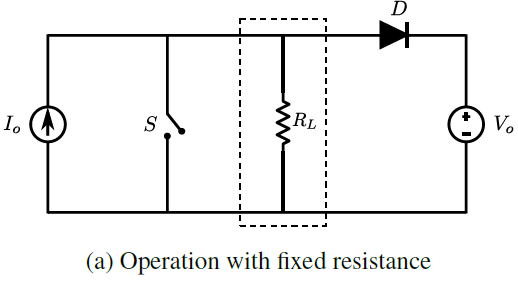 D
I_o
S
R_L
V_o
(a) Operation with fixed resistance